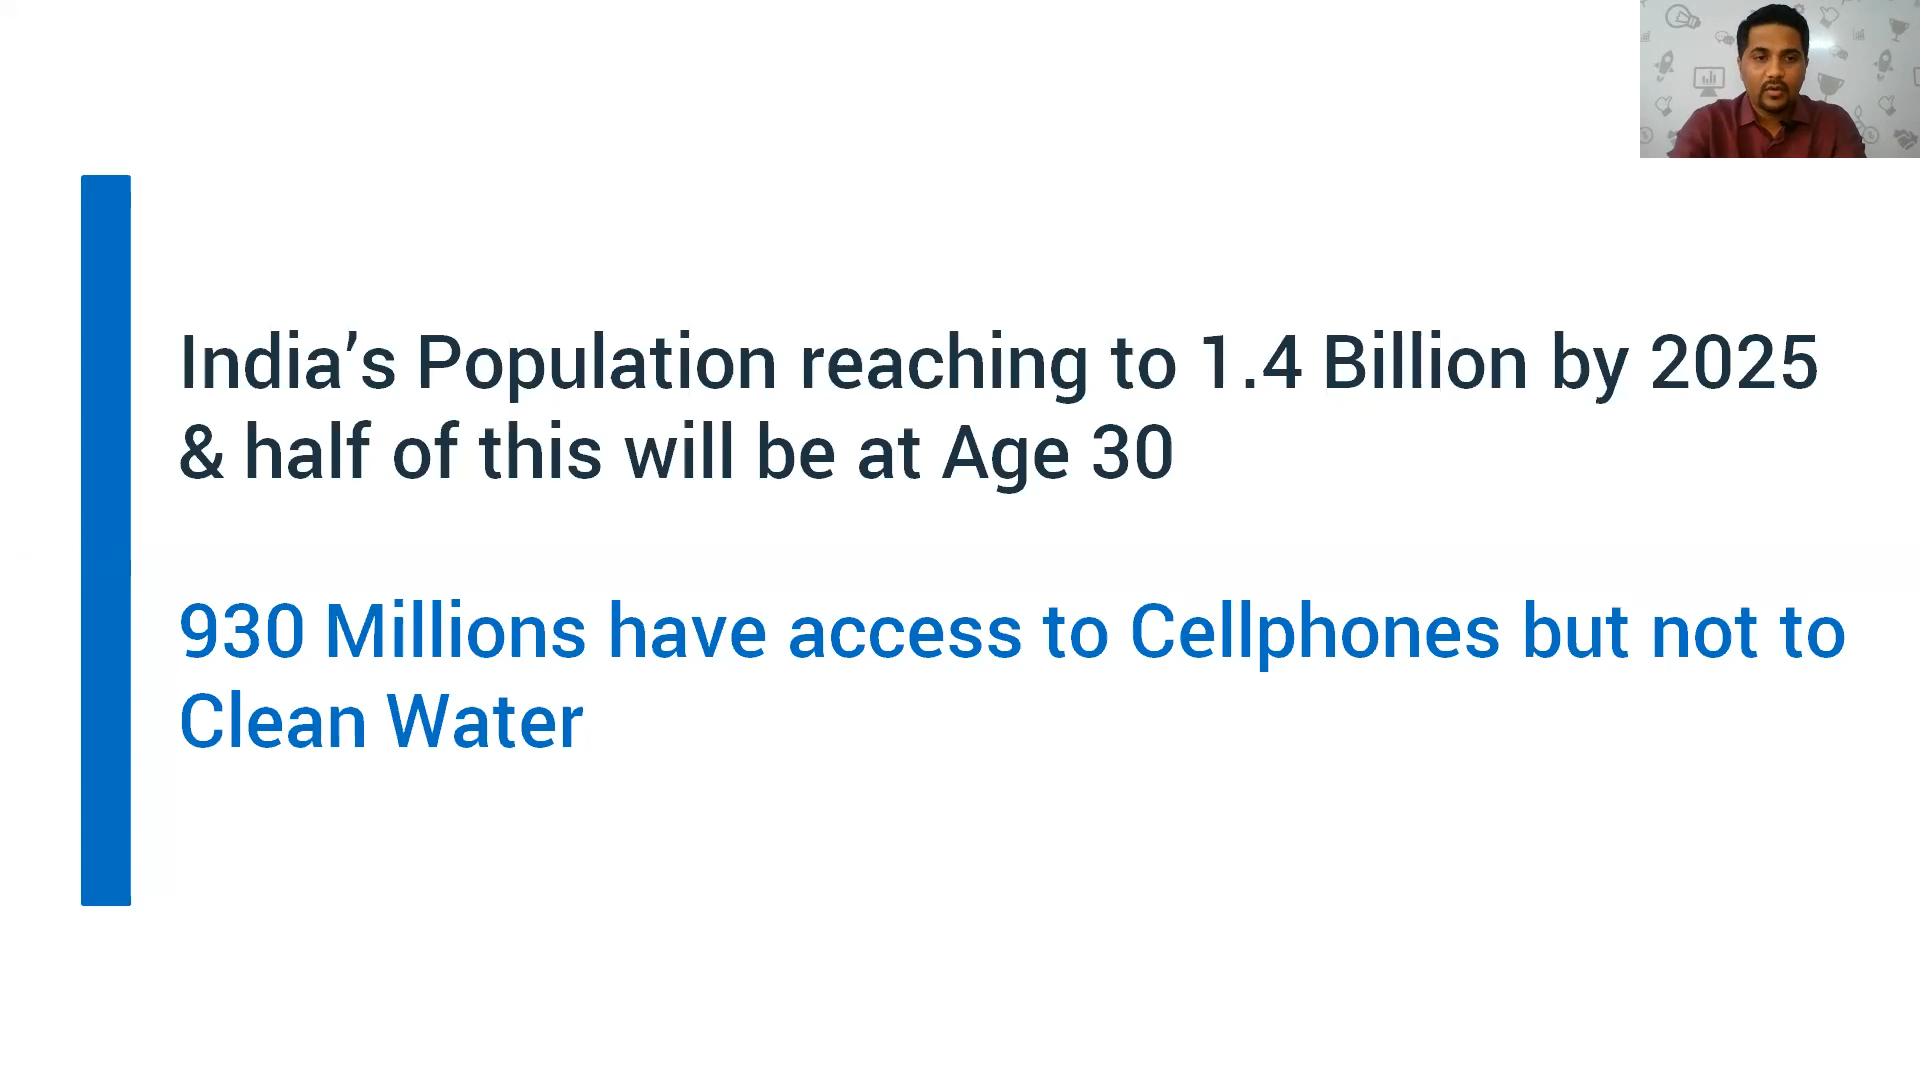 India’s Population reaching to 1.4 Billion by 2025
& half of this will be at Age 30
930 Millions have access to Cellphones but not to
Clean Water